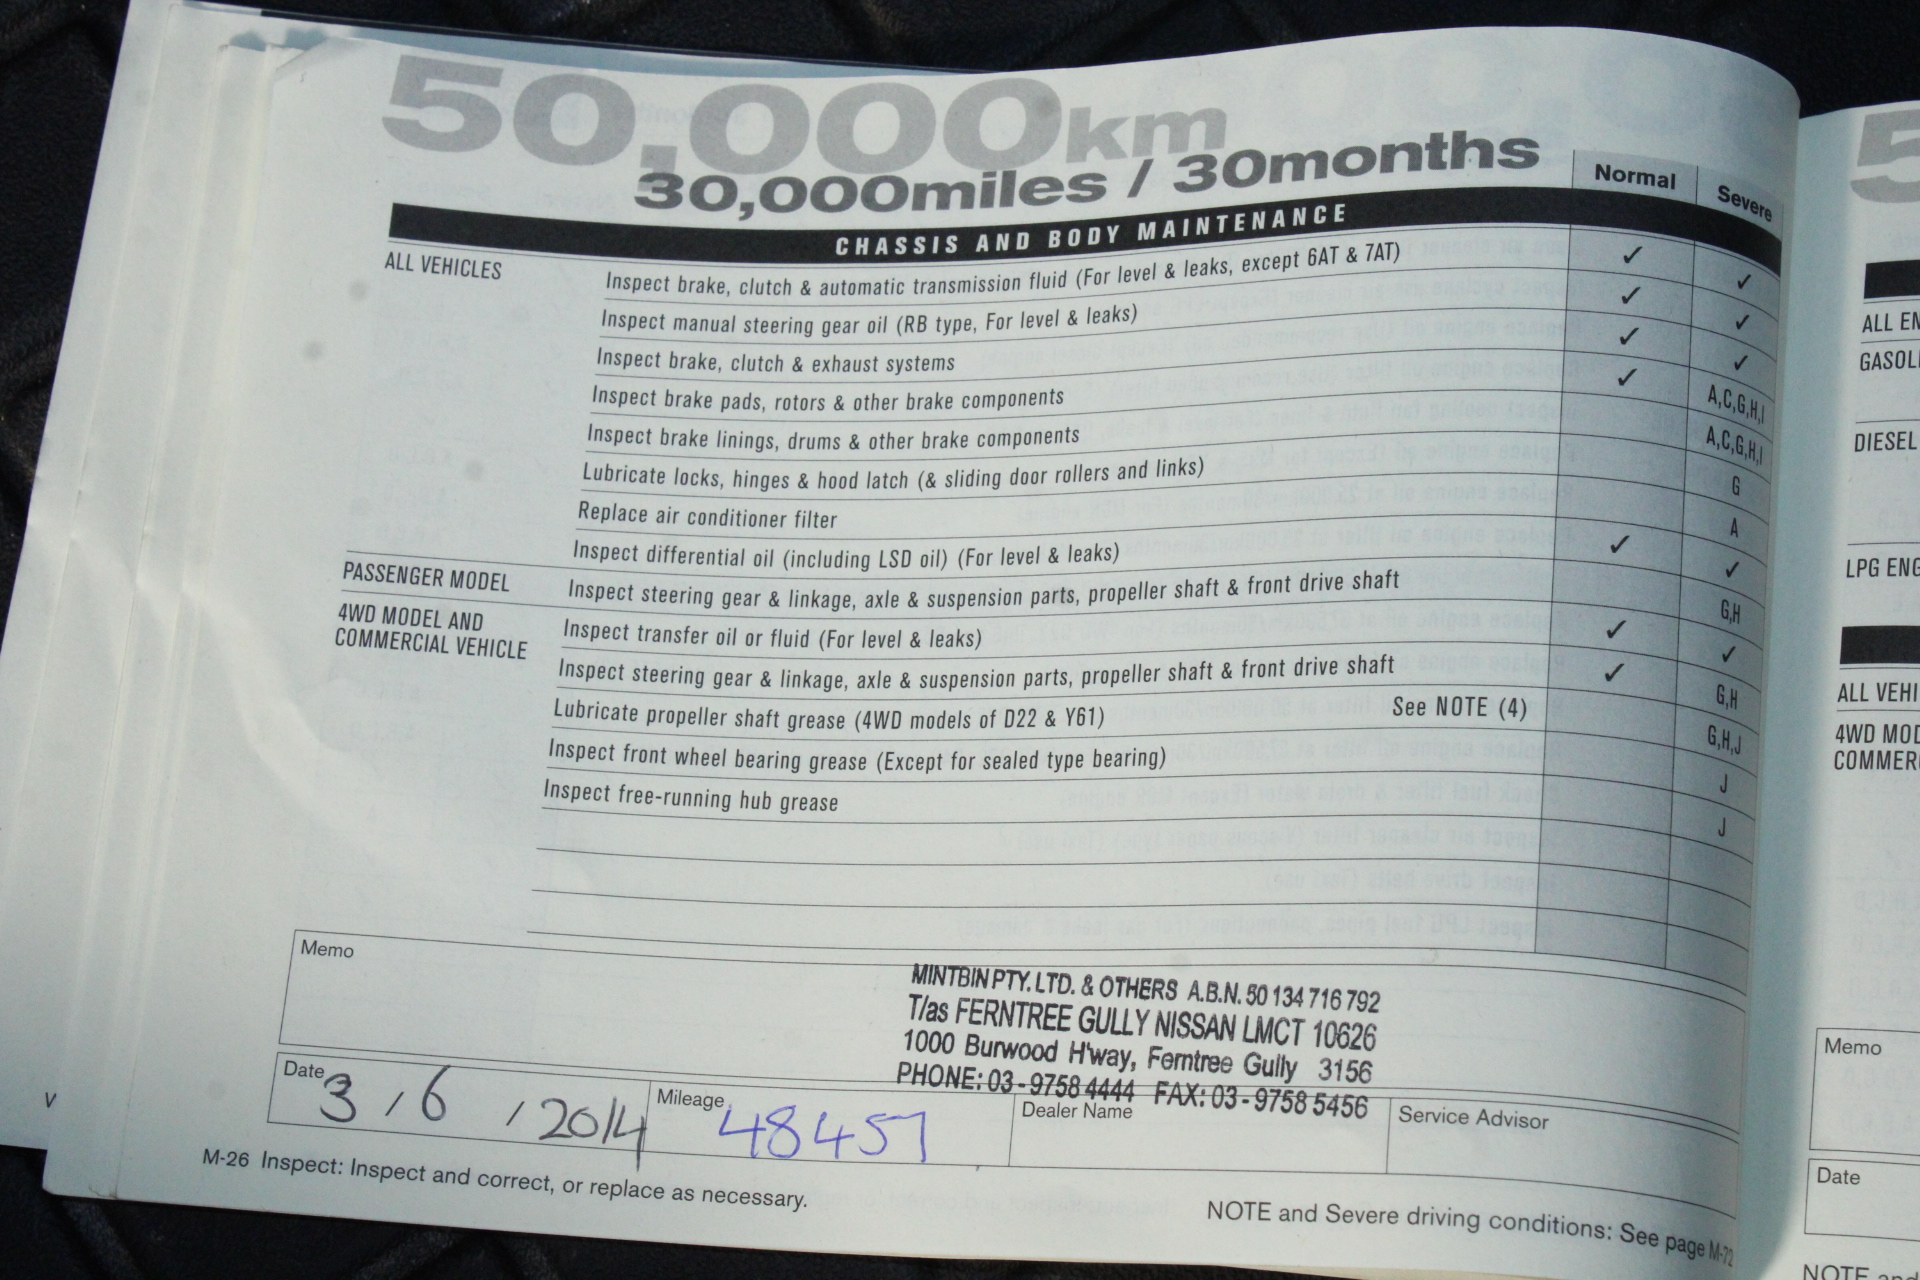 50,000km
30,000miles / 30months
Normal Severe
CHASSIS AND BODY MAINTENANCE
ALL VEHICLES Inspect brake, clutch & automatic transmission fluid (For level & leaks, except 6AT & 7AT) ✓ ✓
Inspect manual steering gear oil (RB type, For level & leaks) ✓ ✓
Inspect brake, clutch & exhaust systems ✓ ✓
Inspect brake pads, rotors & other brake components ✓ A,C,G,H,I
Inspect brake linings, drums & other brake components A,C,G,H,I
Lubricate locks, hinges & hood latch (& sliding door rollers and links) G
Replace air conditioner filter A
Inspect differential oil (including LSD oil) (For level & leaks) ✓ ✓
PASSENGER MODEL Inspect steering gear & linkage, axle & suspension parts, propeller shaft & front drive shaft G,H
4WD MODEL AND
COMMERCIAL VEHICLE
Inspect transfer oil or fluid (For level & leaks) ✓ ✓
Inspect steering gear & linkage, axle & suspension parts, propeller shaft & front drive shaft ✓ G,H
Lubricate propeller shaft grease (4WD models of D22 & Y61) See NOTE (4) G,H,J
Inspect front wheel bearing grease (Except for sealed type bearing) J
Inspect free-running hub grease J
Memo
MINTBIN PTY. LTD. & OTHERS A.B.N. 50 134 716 792
T/as FERNTREE GULLY NISSAN LMCT 10626
1000 Burwood H'way, Ferntree Gully 3156
PHONE: 03 - 9758 4444 FAX: 03 - 9758 5456
Date 3 / 6 / 2014
Mileage 48457
Dealer Name
Service Advisor
M-26 Inspect: Inspect and correct, or replace as necessary.
NOTE and Severe driving conditions: See page M-72
5
ALL EN
GASOL
DIESEL
LPG ENG
ALL VEHI
4WD MOD
COMMER
Memo
Date
NOTE and